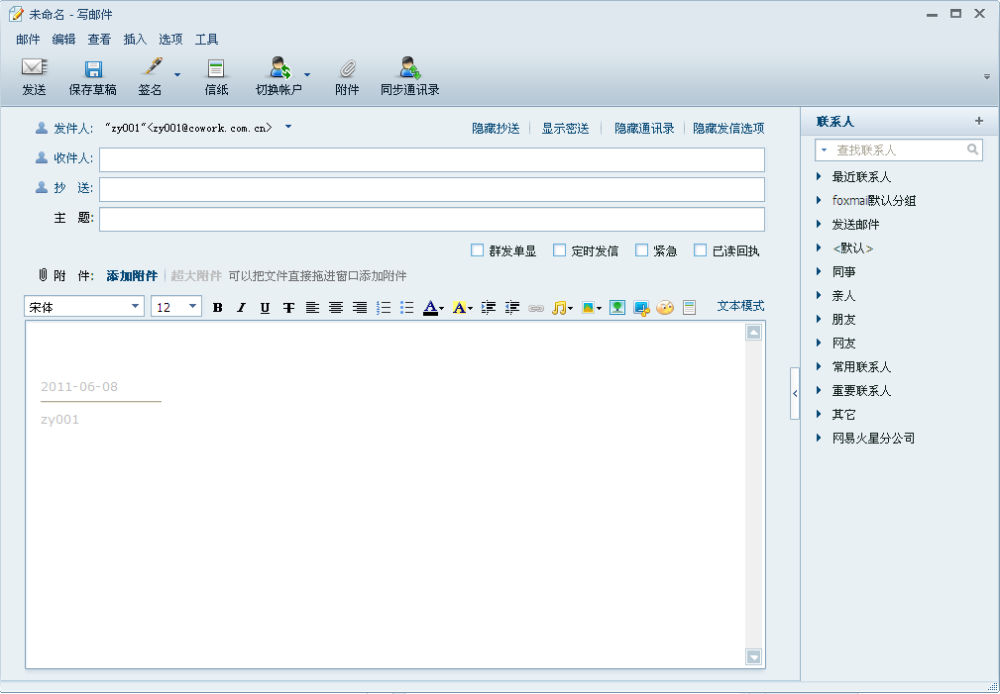 未命名 - 写邮件
邮件 编辑 查看 插入 选项 工具
发送 保存草稿 签名 信纸 切换帐户 附件 同步通讯录
发件人: "zy001"<zy001@cowork.com.cn> 隐藏抄送 显示密送 隐藏通讯录 隐藏发信选项
收件人:
抄 送:
主 题:
群发单显 定时发信 紧急 已读回执
附 件: 添加附件 超大附件 可以把文件直接拖进窗口添加附件
宋体 12 B I U T A A 文本模式
2011-06-08
zy001
联系人 +
查找联系人
最近联系人
foxmail默认分组
发送邮件
<默认>
同事
亲人
朋友
网友
常用联系人
重要联系人
其它
网易火星分公司